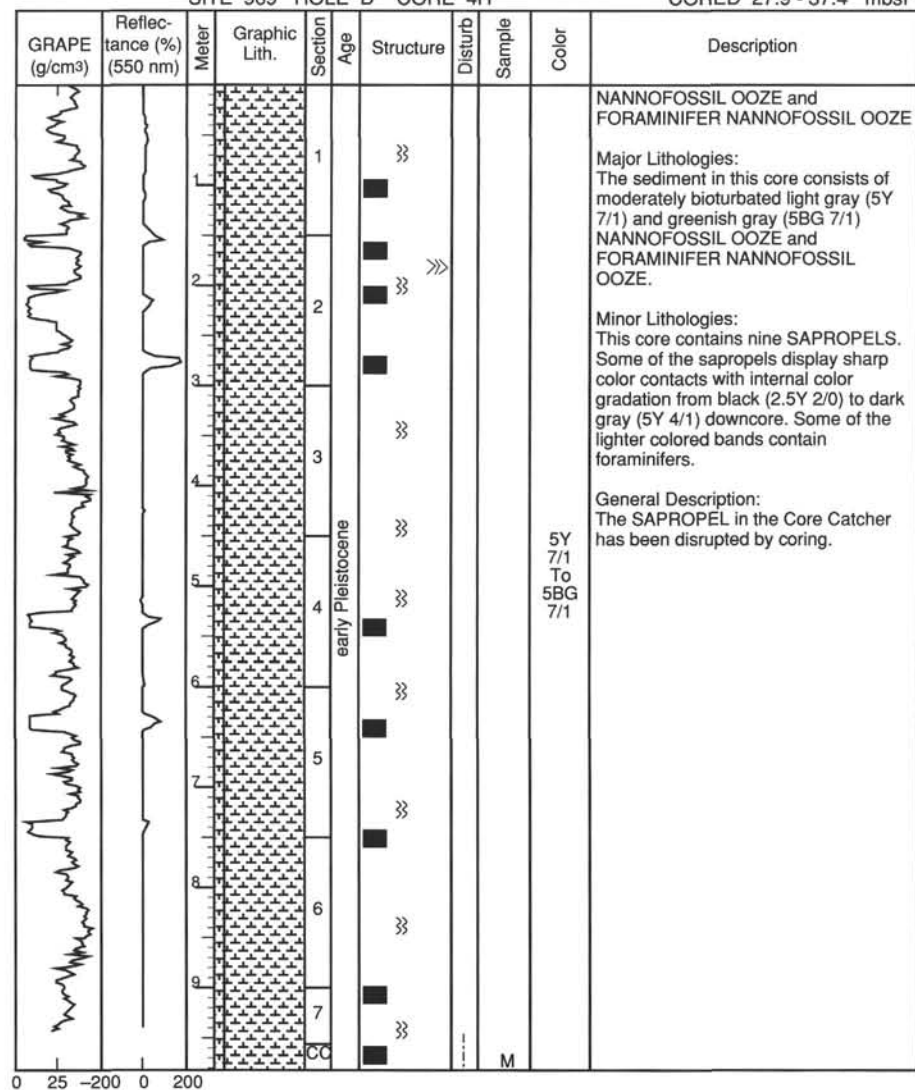 SITE 969 HOLE B CORE 4H CORED 27.9 - 37.4 mbsf
GRAPE
(g/cm3)
Reflec-
tance (%)
(550 nm)
Meter
Graphic
Lith.
Section
Age
Structure
Disturb
Sample
Color
Description
1
2
3
4
5
6
7
8
9
1
2
3
4
5
6
7
CC
early Pleistocene
M
5Y
7/1
To
5BG
7/1
NANNOFOSSIL OOZE and
FORAMINIFER NANNOFOSSIL OOZE
Major Lithologies:
The sediment in this core consists of
moderately bioturbated light gray (5Y
7/1) and greenish gray (5BG 7/1)
NANNOFOSSIL OOZE and
FORAMINIFER NANNOFOSSIL
OOZE.
Minor Lithologies:
This core contains nine SAPROPELS.
Some of the sapropels display sharp
color contacts with internal color
gradation from black (2.5Y 2/0) to dark
gray (5Y 4/1) downcore. Some of the
lighter colored bands contain
foraminifers.
General Description:
The SAPROPEL in the Core Catcher
has been disrupted by coring.
0 25 -200 0 200